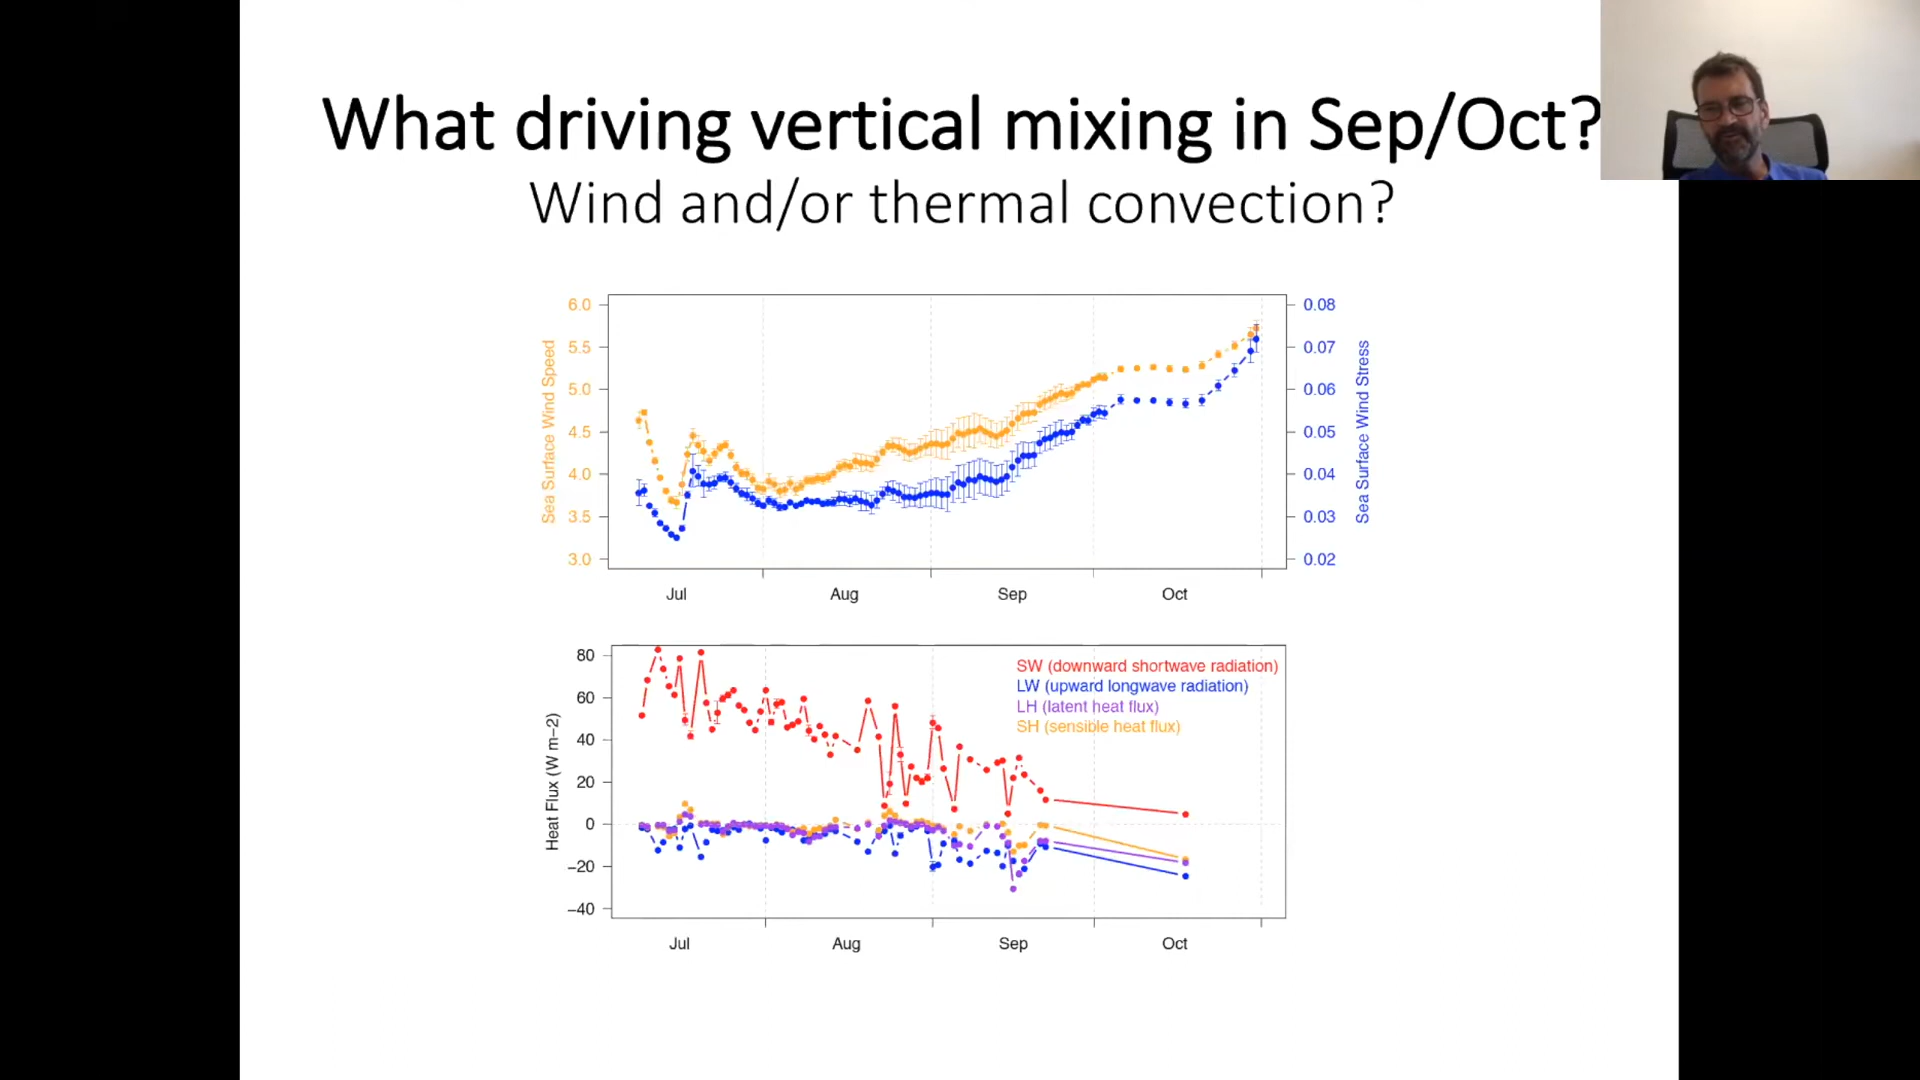 What driving vertical mixing in Sep/Oct?
Wind and/or thermal convection?
Sea Surface Wind Speed
6.0
5.5
5.0
4.5
4.0
3.5
3.0
0.08
0.07
0.06
0.05
0.04
0.03
0.02
Sea Surface Wind Stress
Jul Aug Sep Oct
Heat Flux (W m−2)
80
60
40
20
0
−20
−40
SW (downward shortwave radiation)
LW (upward longwave radiation)
LH (latent heat flux)
SH (sensible heat flux)
Jul Aug Sep Oct